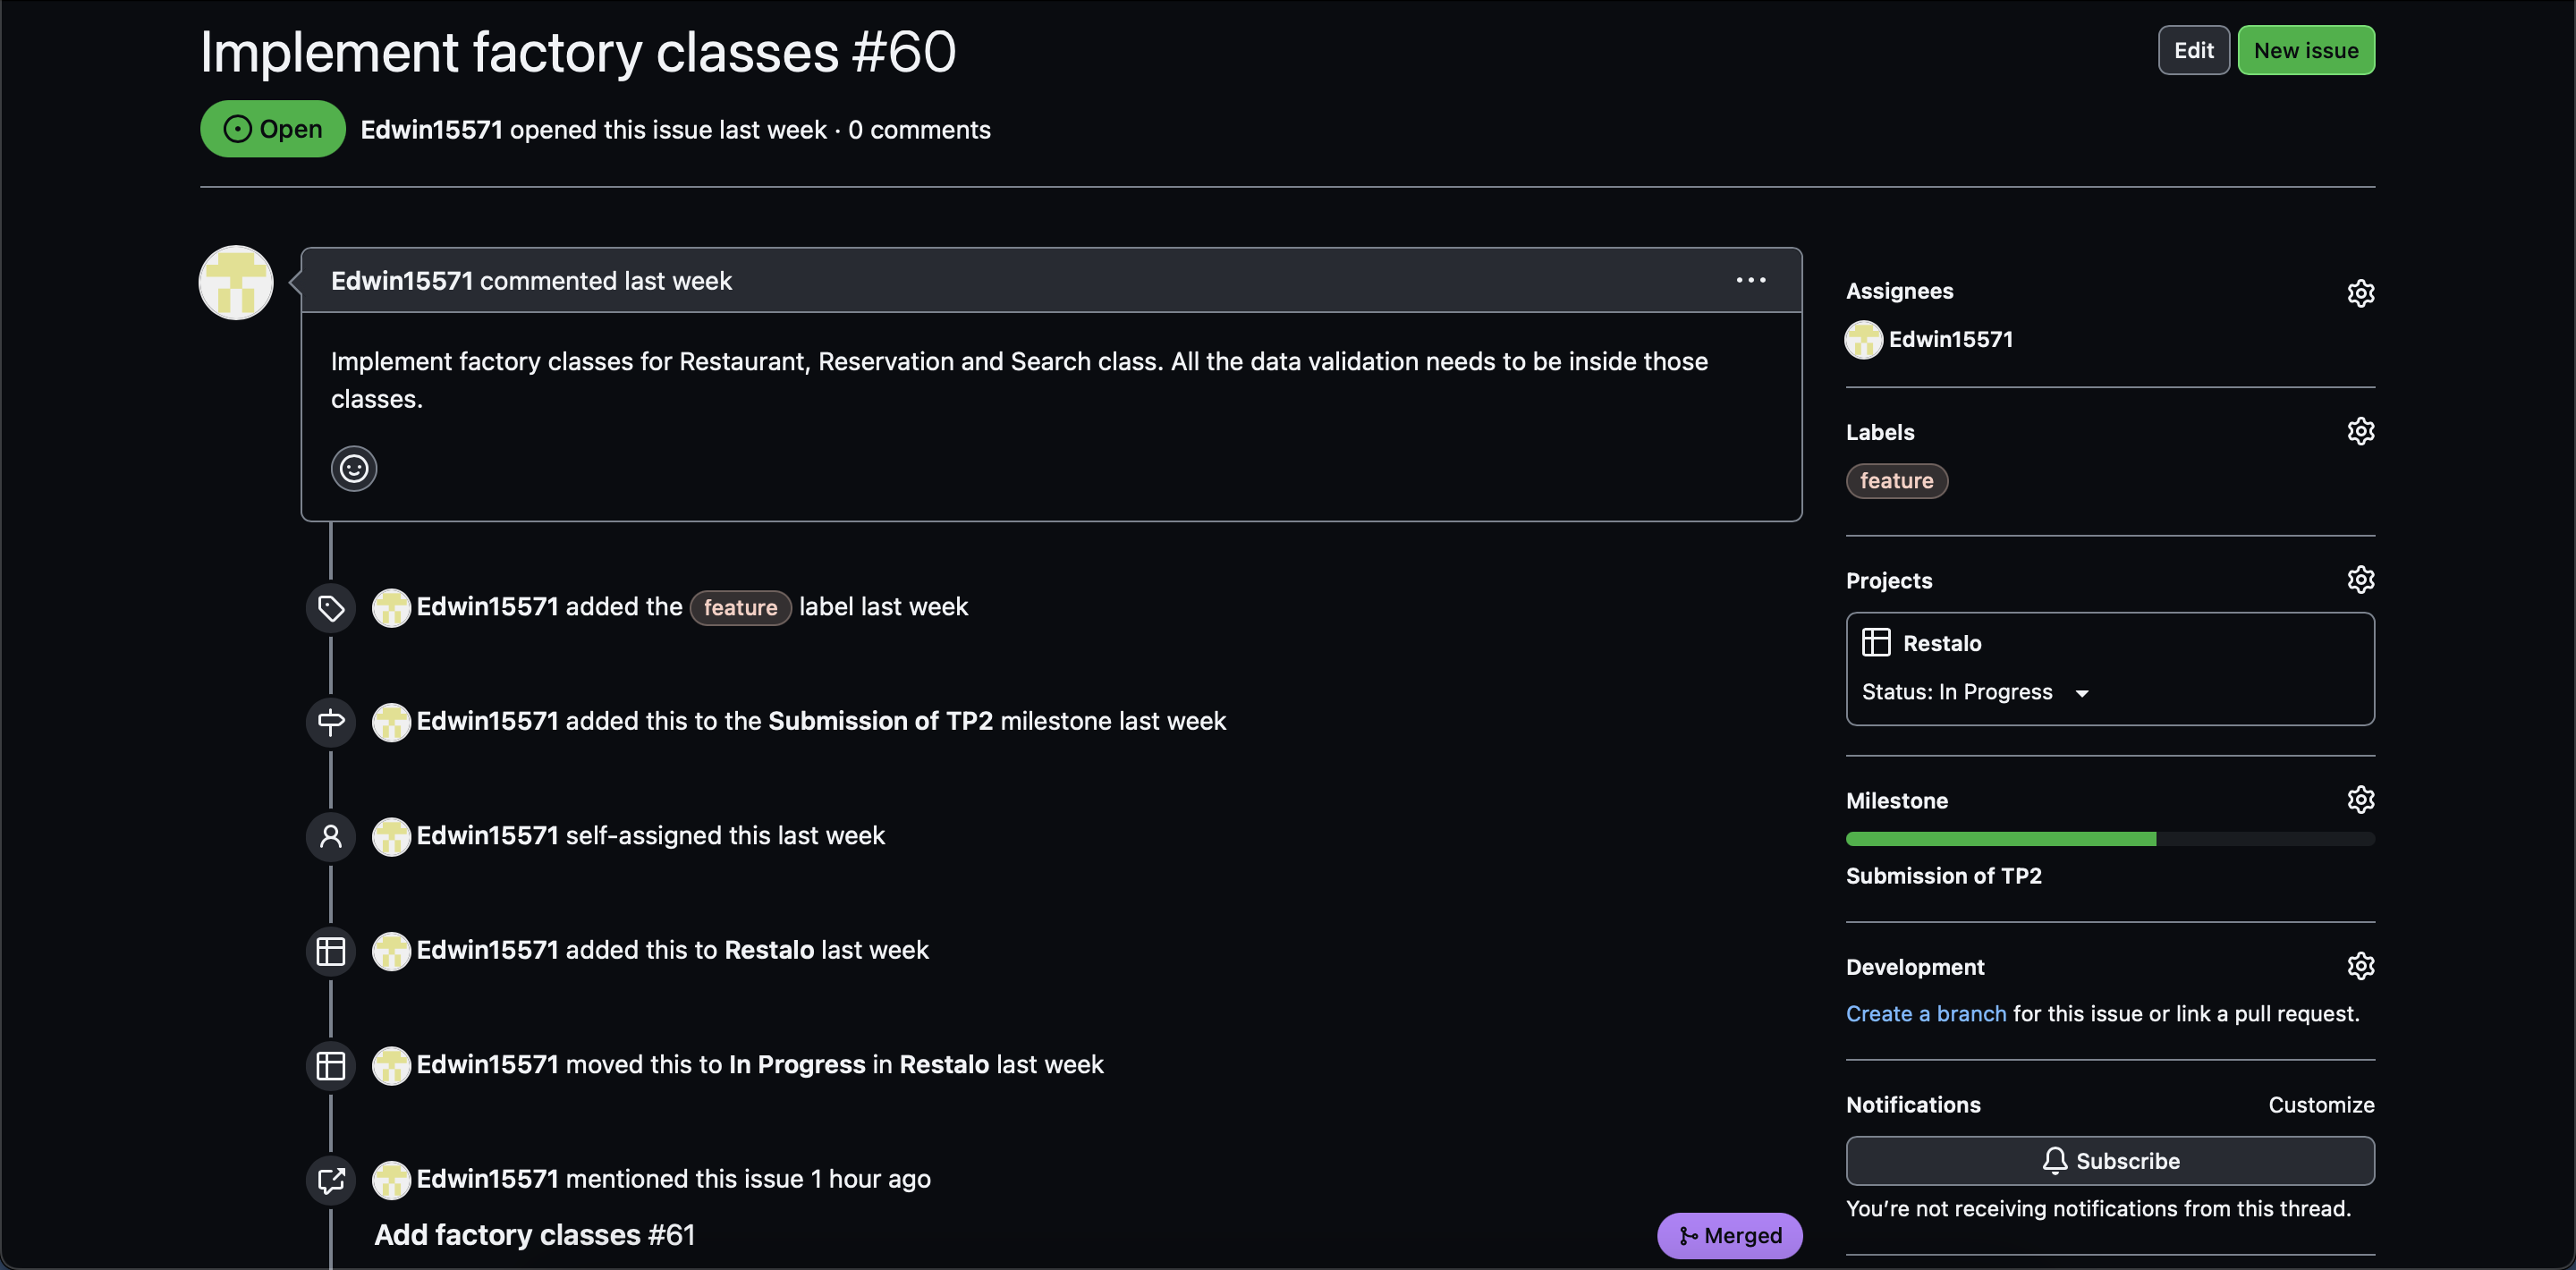 Implement factory classes #60
Edit
New issue
Open
Edwin15571 opened this issue last week · 0 comments
Edwin15571 commented last week
Implement factory classes for Restaurant, Reservation and Search class. All the data validation needs to be inside those
classes.
Edwin15571 added the feature label last week
Edwin15571 added this to the Submission of TP2 milestone last week
Edwin15571 self-assigned this last week
Edwin15571 added this to Restalo last week
Edwin15571 moved this to In Progress in Restalo last week
Edwin15571 mentioned this issue 1 hour ago
Add factory classes #61
Merged
Assignees
Edwin15571
Labels
feature
Projects
Restalo
Status: In Progress
Milestone
Submission of TP2
Development
Create a branch for this issue or link a pull request.
Notifications
Customize
Subscribe
You’re not receiving notifications from this thread.